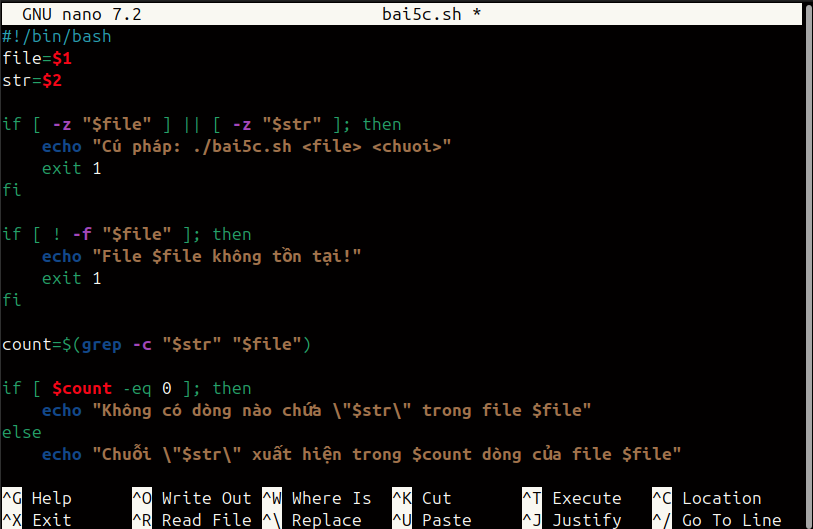 GNU nano 7.2 bai5c.sh *
#!/bin/bash
file=$1
str=$2
if [ -z "$file" ] || [ -z "$str" ]; then
echo "Cú pháp: ./bai5c.sh <file> <chuoi>"
exit 1
fi
if [ ! -f "$file" ]; then
echo "File $file không tồn tại!"
exit 1
fi
count=$(grep -c "$str" "$file")
if [ $count -eq 0 ]; then
echo "Không có dòng nào chứa \"$str\" trong file $file"
else
echo "Chuỗi \"$str\" xuất hiện trong $count dòng của file $file"
^G Help ^O Write Out ^W Where Is ^K Cut ^T Execute ^C Location
^X Exit ^R Read File ^\ Replace ^U Paste ^J Justify ^/ Go To Line